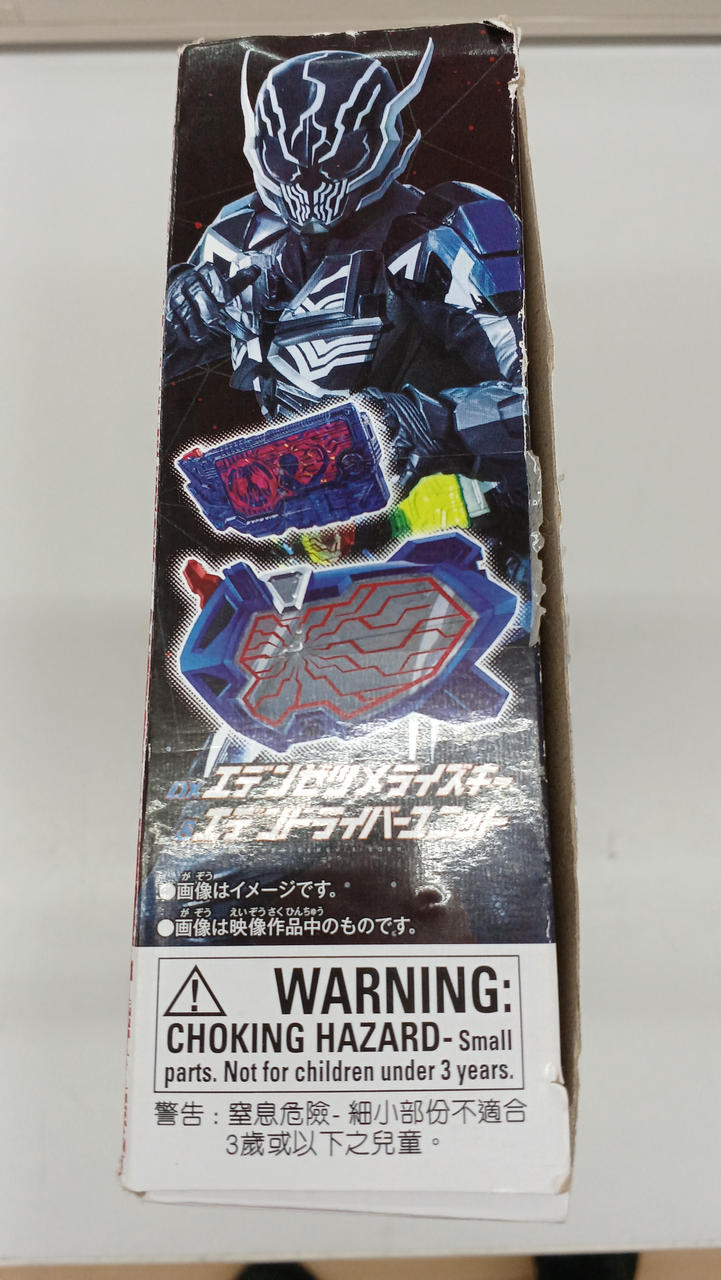 DX エデンゼツメライズキー
& エデンドライバーユニット
●画像はイメージです。
●画像は映像作品中のものです。
WARNING:
CHOKING HAZARD- Small
parts. Not for children under 3 years.
警告：窒息危險- 細小部份不適合
3歲或以下之兒童。